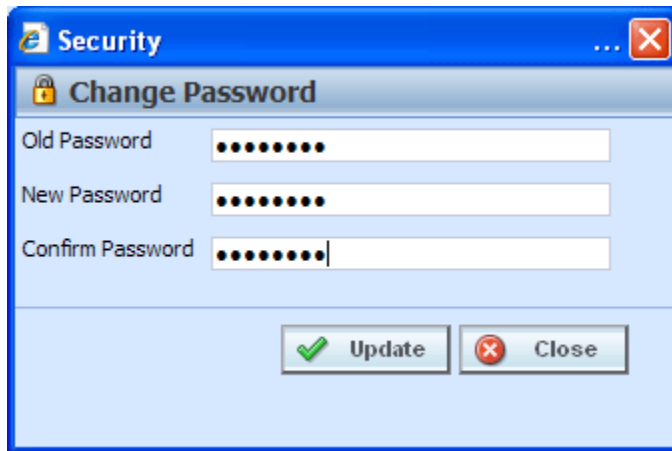 Security ...
Change Password
Old Password ●●●●●●●●
New Password ●●●●●●●●
Confirm Password ●●●●●●●●
Update Close